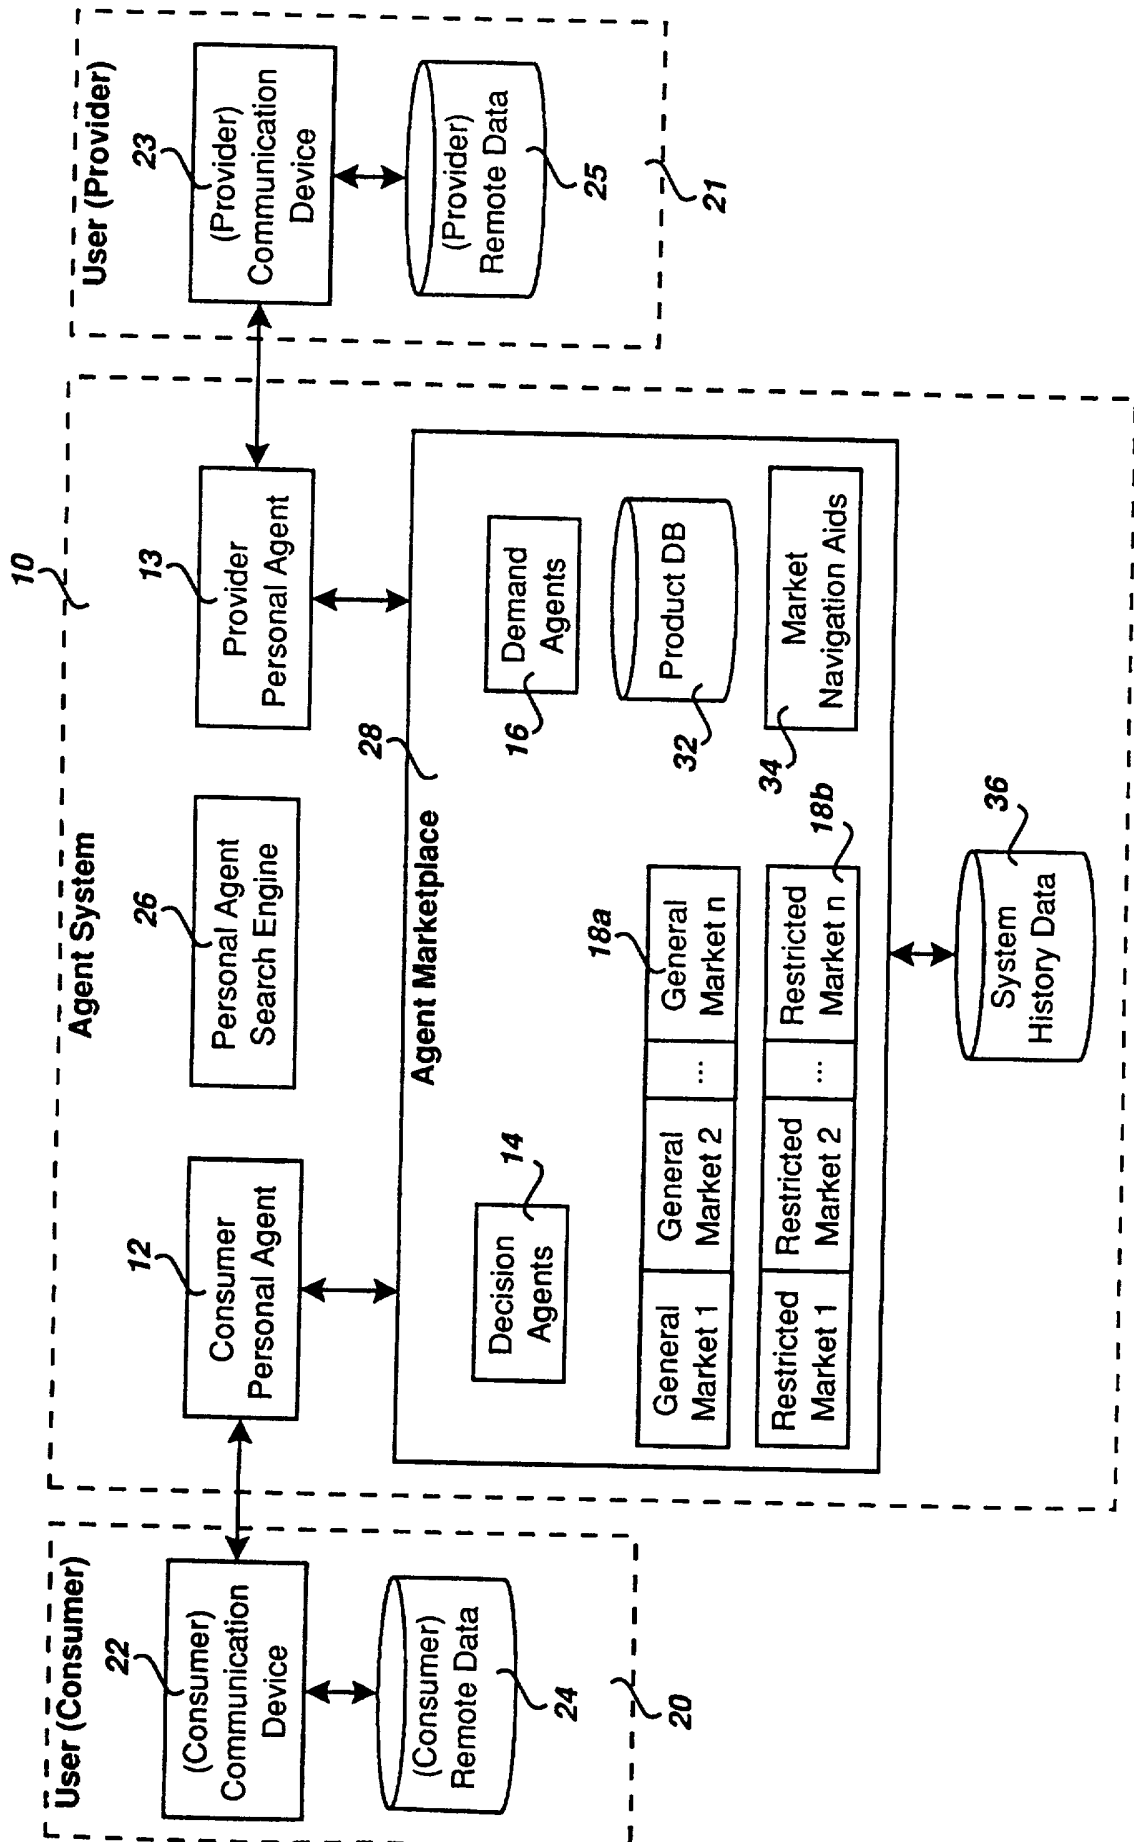 User (Consumer)
22
(Consumer)
Communication
Device
(Consumer)
Remote Data
24
20
10
Agent System
12
Consumer
Personal Agent
26
Personal Agent
Search Engine
13
Provider
Personal Agent
28
Agent Marketplace
14
Decision
Agents
16
Demand
Agents
18a
General
Market 1
General
Market 2
...
General
Market n
32
Product DB
Restricted
Market 1
Restricted
Market 2
...
Restricted
Market n
18b
34
Market
Navigation Aids
36
System
History Data
User (Provider)
23
(Provider)
Communication
Device
(Provider)
Remote Data
25
21